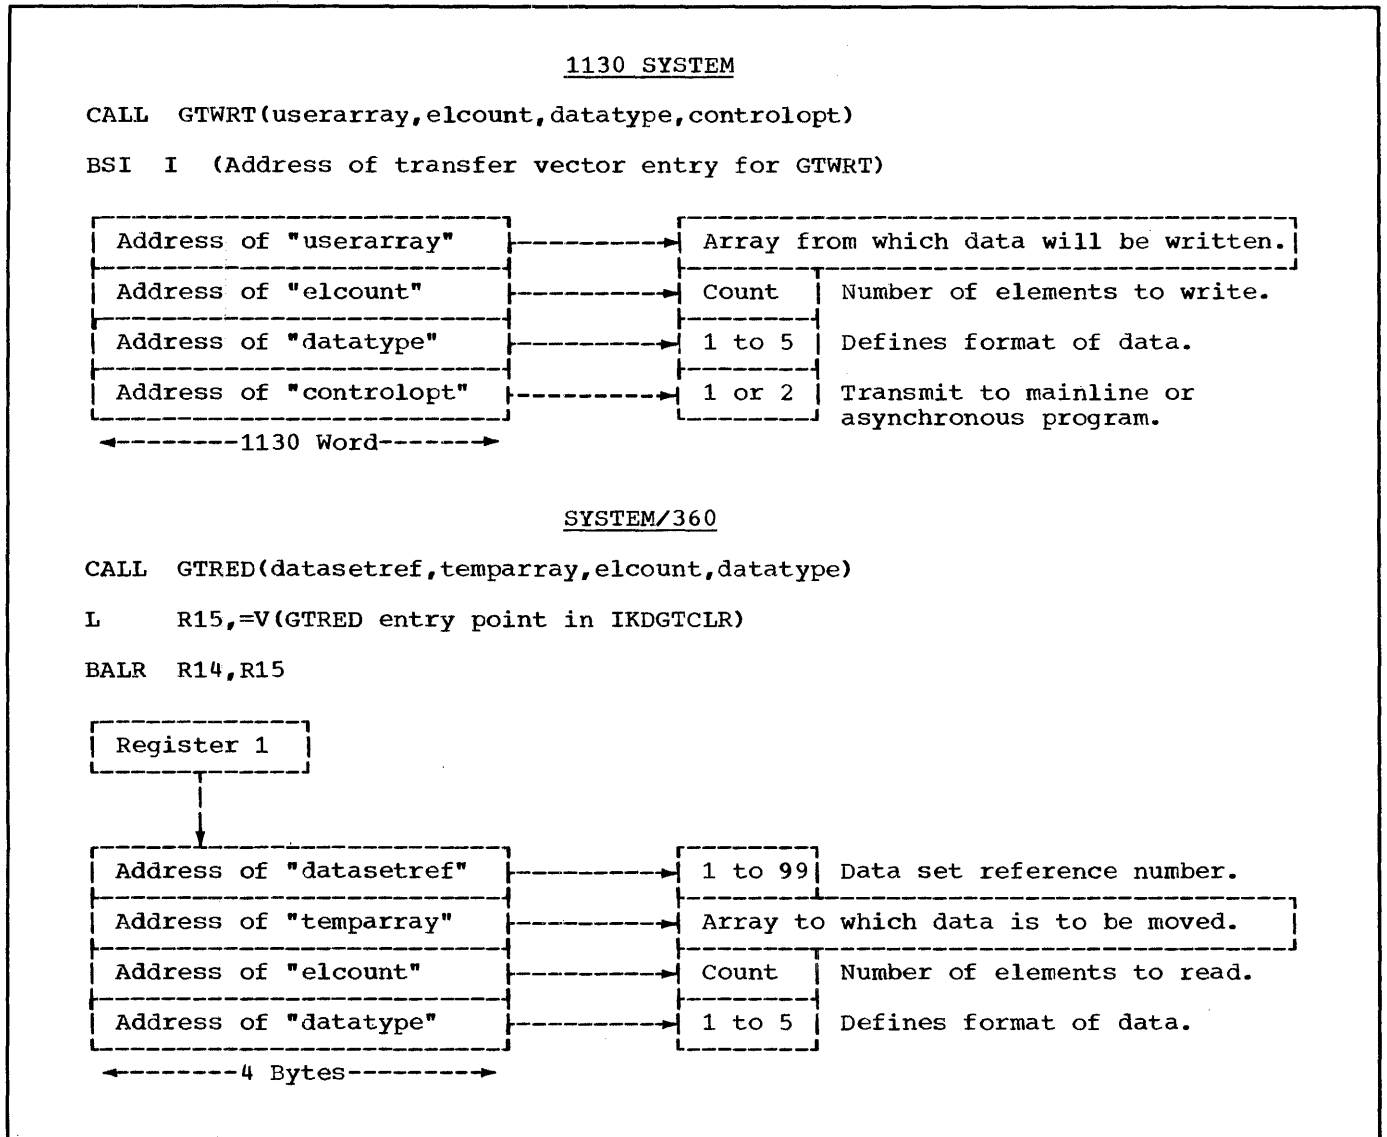 1130 SYSTEM
CALL GTWRT(userarray,elcount,datatype,controlopt)
BSI I (Address of transfer vector entry for GTWRT)
Address of "userarray" Array from which data will be written.
Address of "elcount" Count Number of elements to write.
Address of "datatype" 1 to 5 Defines format of data.
Address of "controlopt" 1 or 2 Transmit to mainline or
asynchronous program.
1130 Word
SYSTEM/360
CALL GTRED(datasetref,temparray,elcount,datatype)
L R15,=V(GTRED entry point in IKDGTCLR)
BALR R14,R15
Register 1
Address of "datasetref" 1 to 99 Data set reference number.
Address of "temparray" Array to which data is to be moved.
Address of "elcount" Count Number of elements to read.
Address of "datatype" 1 to 5 Defines format of data.
4 Bytes